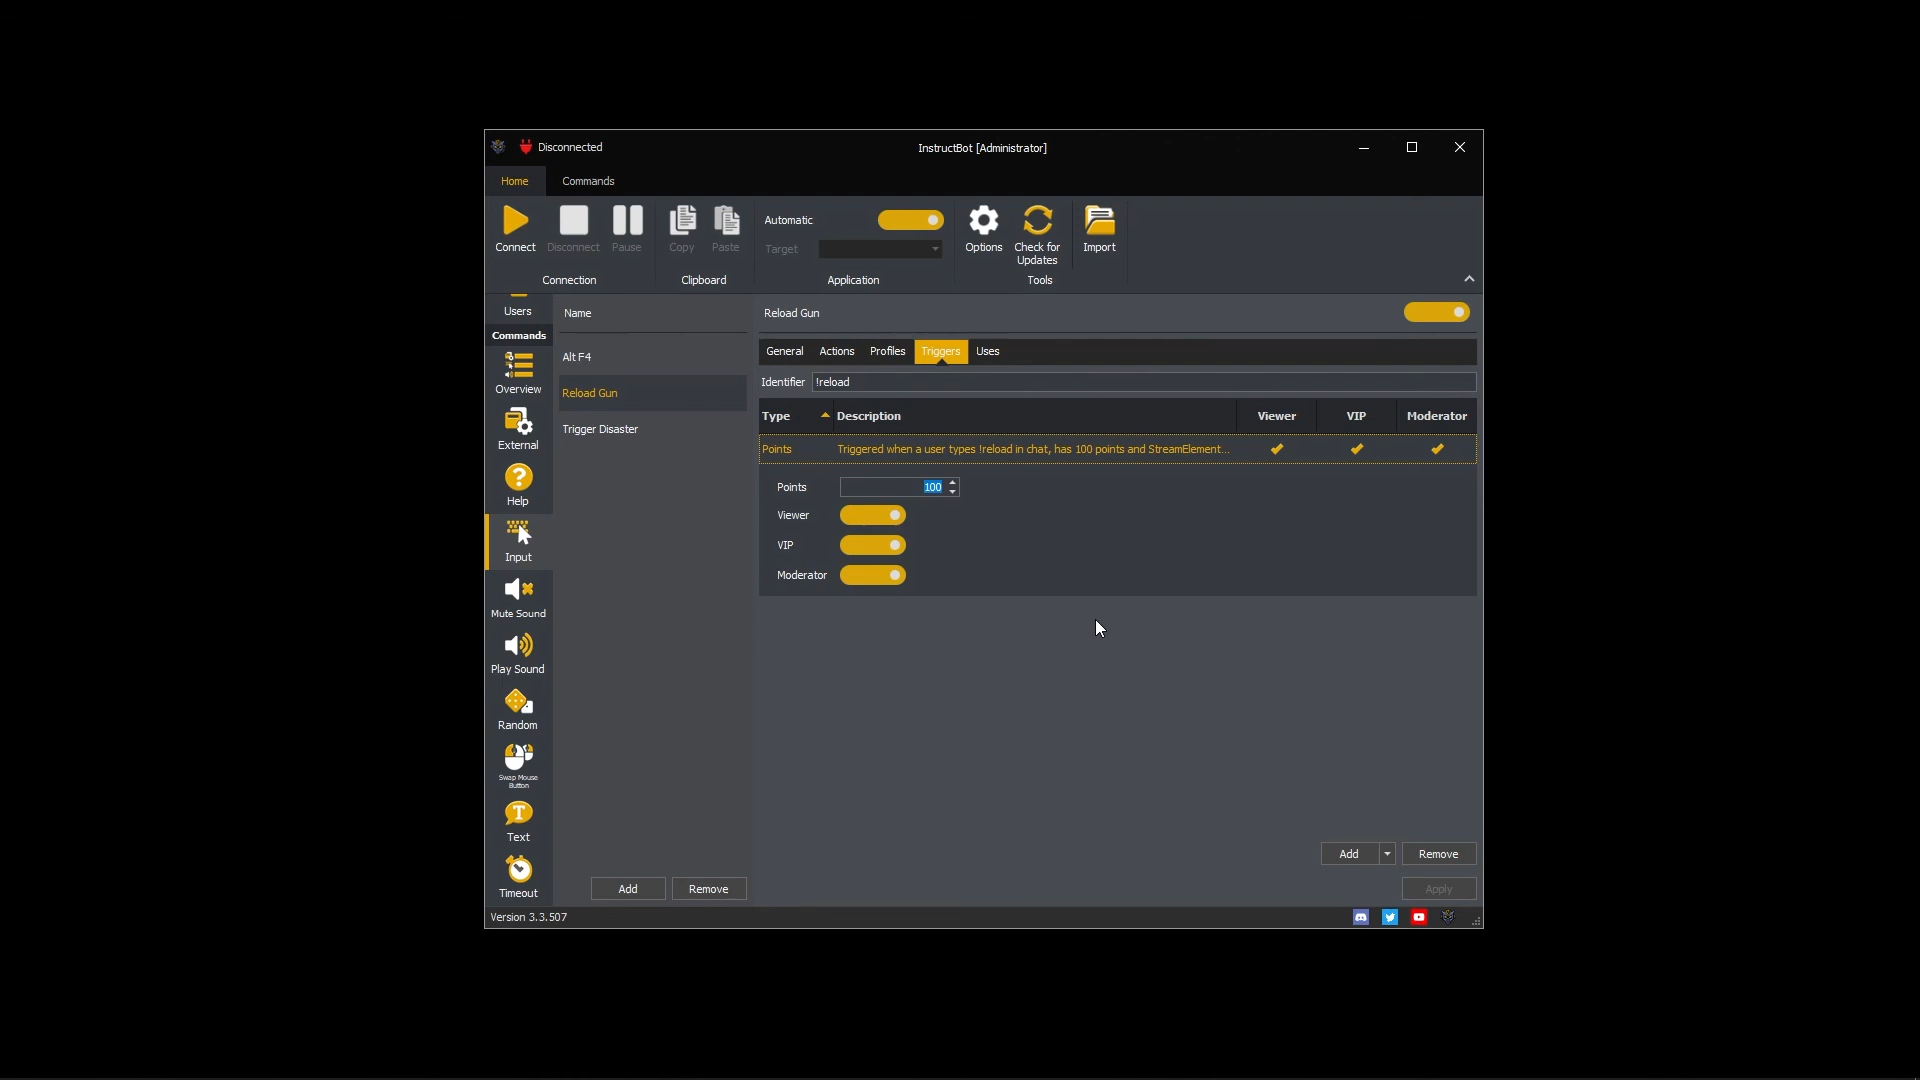 Disconnected
InstructBot [Administrator]
Home
Commands
Connect
Disconnect
Pause
Copy
Paste
Automatic
Target
Options
Check for
Updates
Import
Connection
Clipboard
Application
Tools
Users
Commands
Overview
External
Help
Input
Mute Sound
Play Sound
Random
Swap Mouse
Button
Text
Timeout
Name
Alt F4
Reload Gun
Trigger Disaster
Add
Remove
Reload Gun
General
Actions
Profiles
Triggers
Uses
Identifier
!reload
Type
Description
Viewer
VIP
Moderator
Points
Triggered when a user types !reload in chat, has 100 points and StreamElement...
Points
100
Viewer
VIP
Moderator
Add
Remove
Apply
Version 3.3.507